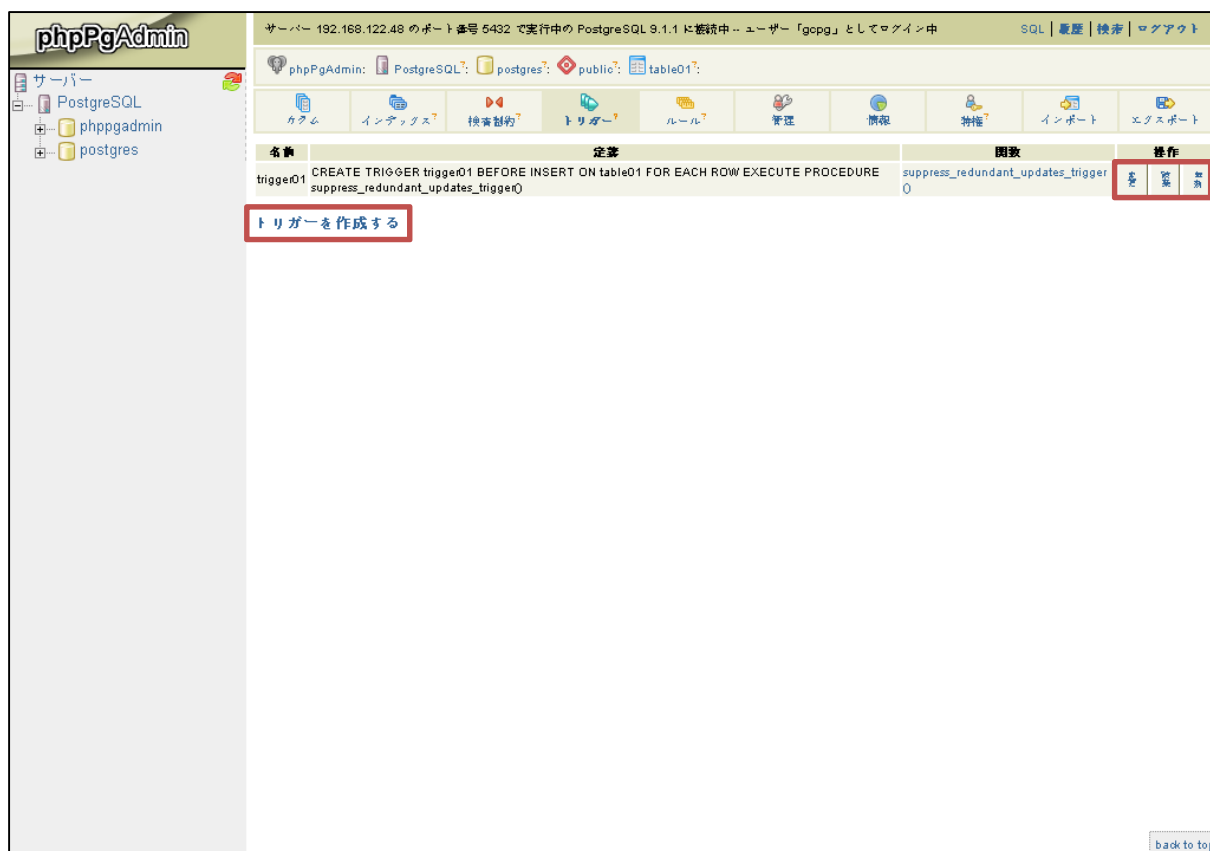 phpPgAdmin
サーバー 192.168.122.48 のポート番号 5432 で実行中の PostgreSQL 9.1.1 に接続中 -- ユーザー「gopg」としてログイン中
SQL | 履歴 | 検索 | ログアウト
phpPgAdmin: PostgreSQL?: postgres?: public?: table01?:
サーバー
PostgreSQL
phppgadmin
postgres
カラム インデックス? 検査制約? トリガー? ルール? 管理 情報 特権? インポート エクスポート
名前 定義 関数 操作
trigger01 CREATE TRIGGER trigger01 BEFORE INSERT ON table01 FOR EACH ROW EXECUTE PROCEDURE
suppress_redundant_updates_trigger()
suppress_redundant_updates_trigger
()
変更 破棄 無効
トリガーを作成する
back to top